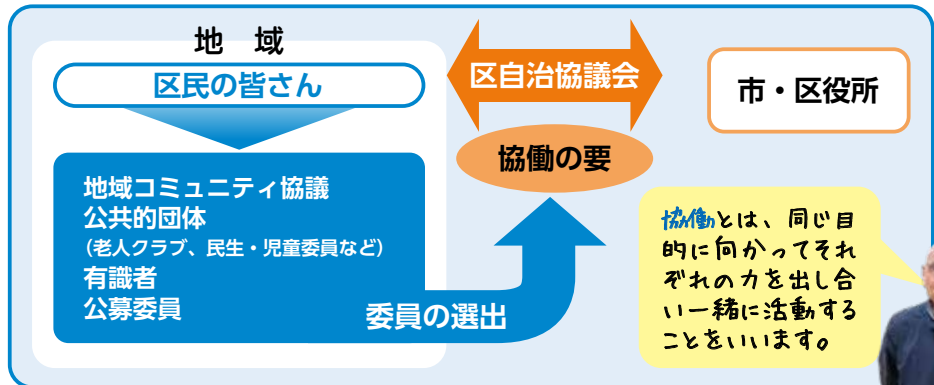 地 域
区民の皆さん
地域コミュニティ協議
公共的団体
(老人クラブ、民生・児童委員など)
有識者
公募委員
委員の選出
区自治協議会
協働の要
市・区役所
協働とは、同じ目
的に向かってそれ
ぞれの力を出し合
い一緒に活動する
ことをいいます。